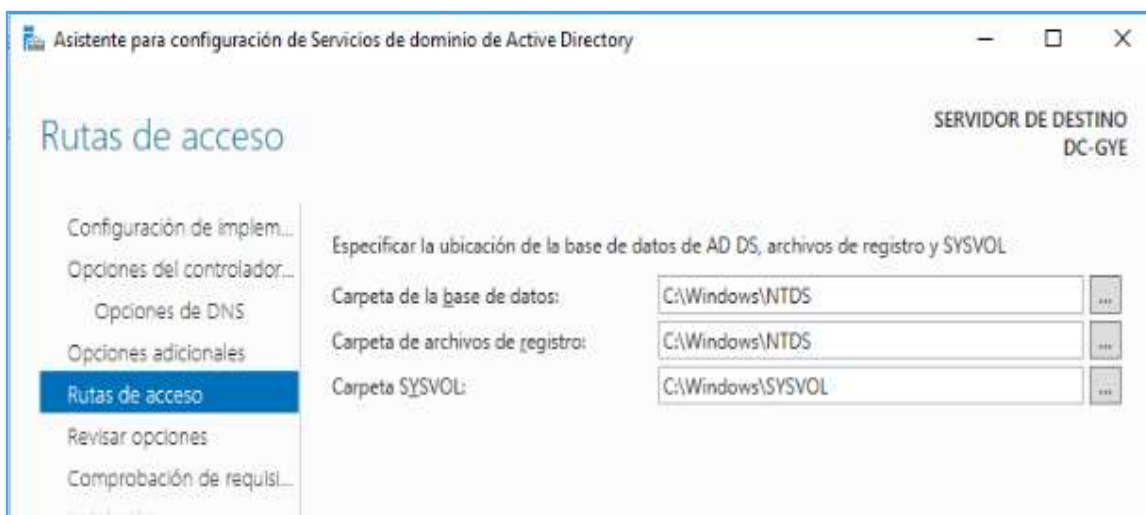 Asistente para configuración de Servicios de dominio de Active Directory
Rutas de acceso
SERVIDOR DE DESTINO
DC-GYE
Configuración de implem...
Opciones del controlador...
Opciones de DNS
Opciones adicionales
Rutas de acceso
Revisar opciones
Comprobación de requisi...
Especificar la ubicación de la base de datos de AD DS, archivos de registro y SYSVOL
Carpeta de la base de datos: C:\Windows\NTDS ...
Carpeta de archivos de registro: C:\Windows\NTDS ...
Carpeta SYSVOL: C:\Windows\SYSVOL ...